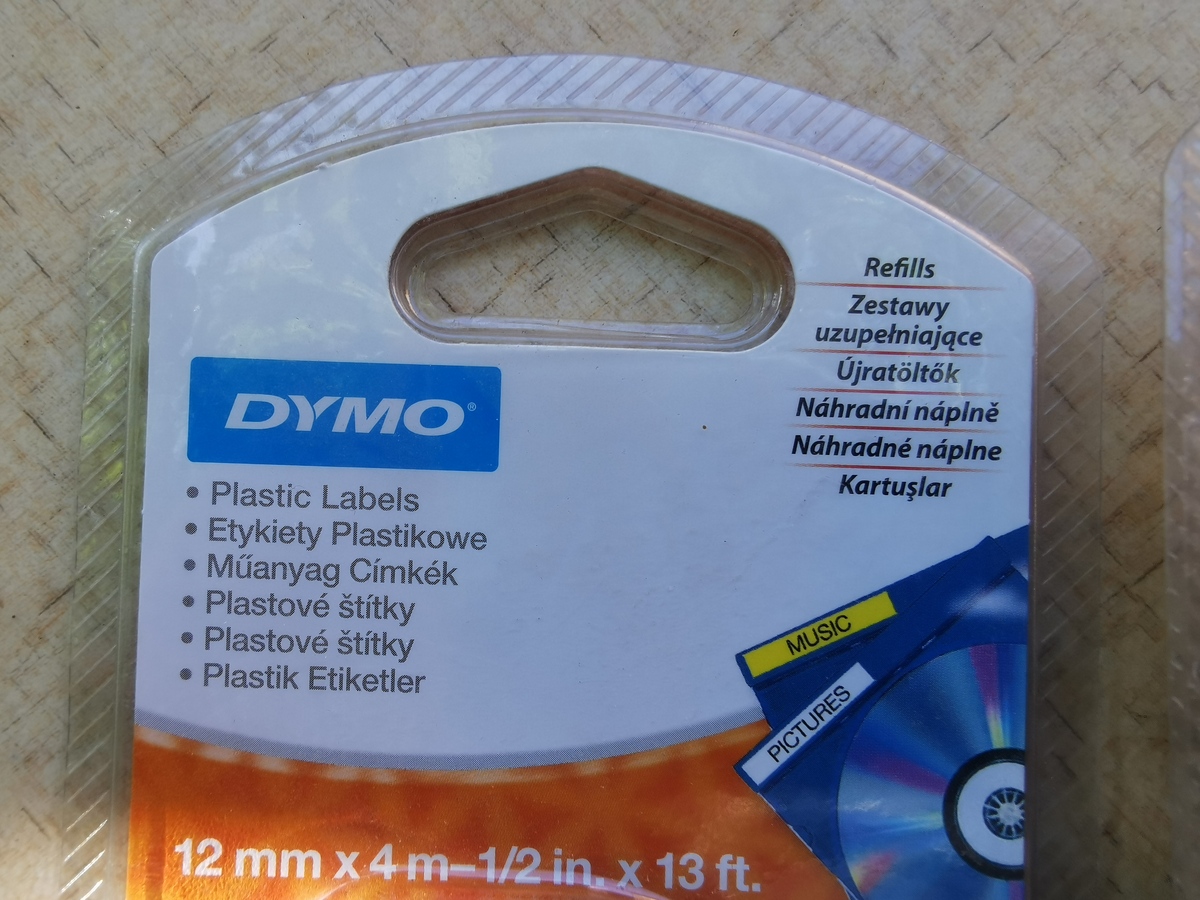 Refills
Zestawy
uzupełniające
Újratöltők
Náhradní náplně
Náhradné náplne
Kartuşlar
DYMO®
• Plastic Labels
• Etykiety Plastikowe
• Műanyag Címkék
• Plastové štítky
• Plastové štítky
• Plastik Etiketler
MUSIC
PICTURES
12 mm x 4 m–1/2 in. x 13 ft.